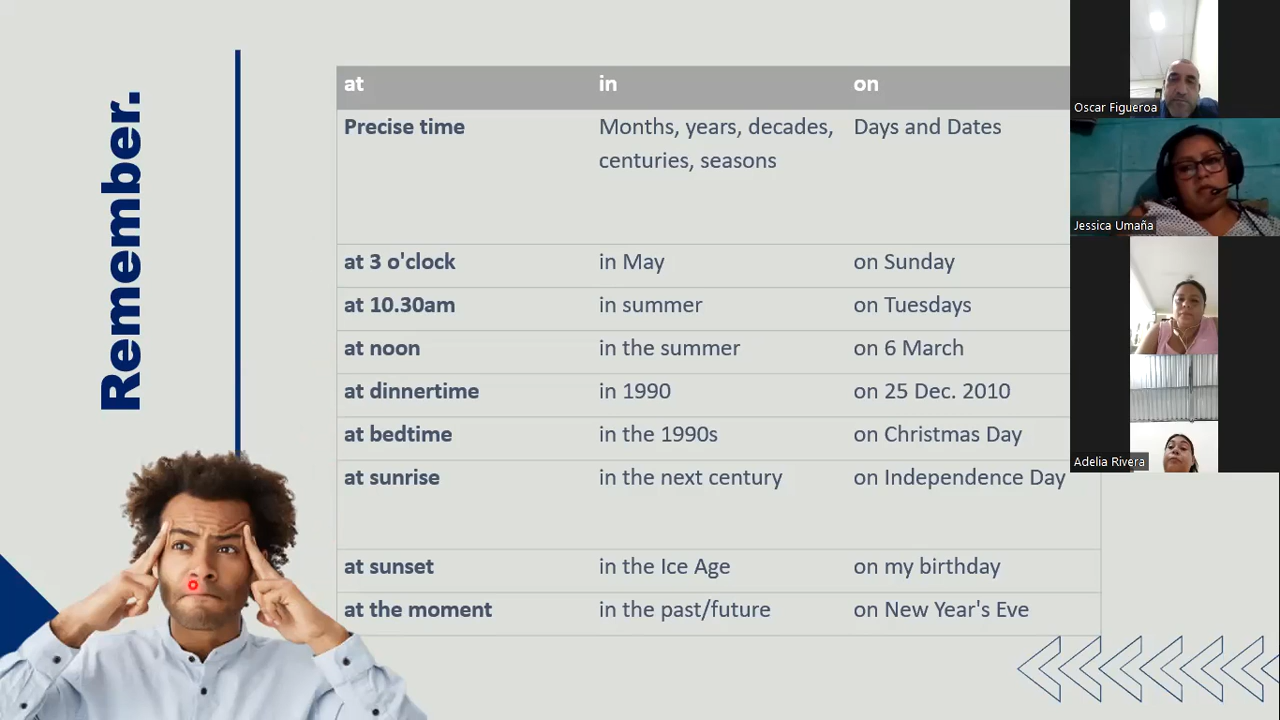 Remember.
at in on
Precise time Months, years, decades, Days and Dates
centuries, seasons
at 3 o'clock in May on Sunday
at 10.30am in summer on Tuesdays
at noon in the summer on 6 March
at dinnertime in 1990 on 25 Dec. 2010
at bedtime in the 1990s on Christmas Day
at sunrise in the next century on Independence Day
at sunset in the Ice Age on my birthday
at the moment in the past/future on New Year's Eve
Oscar Figueroa
Jessica Umaña
Adelia Rivera